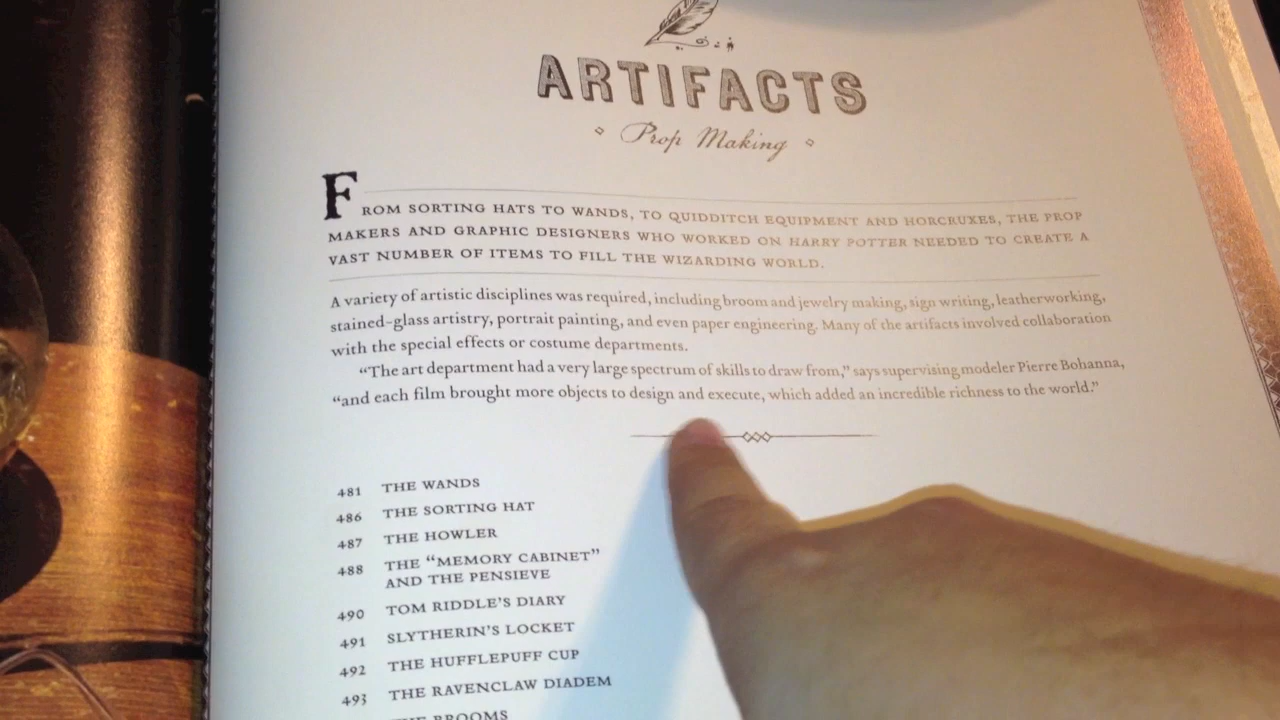 ARTIFACTS
Prop Making
FROM SORTING HATS TO WANDS, TO QUIDDITCH EQUIPMENT AND HORCRUXES, THE PROP
MAKERS AND GRAPHIC DESIGNERS WHO WORKED ON HARRY POTTER NEEDED TO CREATE A
VAST NUMBER OF ITEMS TO FILL THE WIZARDING WORLD.
A variety of artistic disciplines was required, including broom and jewelry making, sign writing, leatherworking,
stained-glass artistry, portrait painting, and even paper engineering. Many of the artifacts involved collaboration
with the special effects or costume departments.
“The art department had a very large spectrum of skills to draw from,” says supervising modeler Pierre Bohanna,
“and each film brought more objects to design and execute, which added an incredible richness to the world.”
481 THE WANDS
486 THE SORTING HAT
487 THE HOWLER
488 THE “MEMORY CABINET”
AND THE PENSIEVE
490 TOM RIDDLE'S DIARY
491 SLYTHERIN'S LOCKET
492 THE HUFFLEPUFF CUP
493 THE RAVENCLAW DIADEM
THE BROOMS